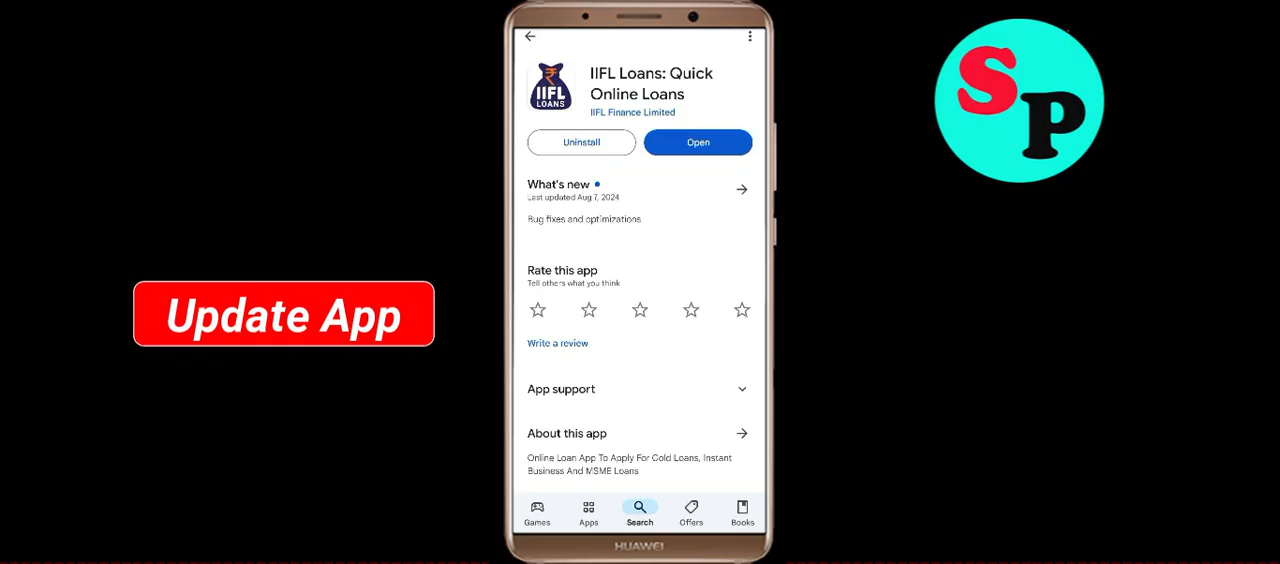 IIFL Loans: Quick
Online Loans
IIFL Finance Limited
₹
IIFL
LOANS
Uninstall
Open
What's new
Last updated Aug 7, 2024
Bug fixes and optimizations
Rate this app
Tell others what you think
Write a review
App support
About this app
Online Loan App To Apply For Gold Loans, Instant
Business And MSME Loans
Games
Apps
Search
Offers
Books
HUAWEI
Update App
SP